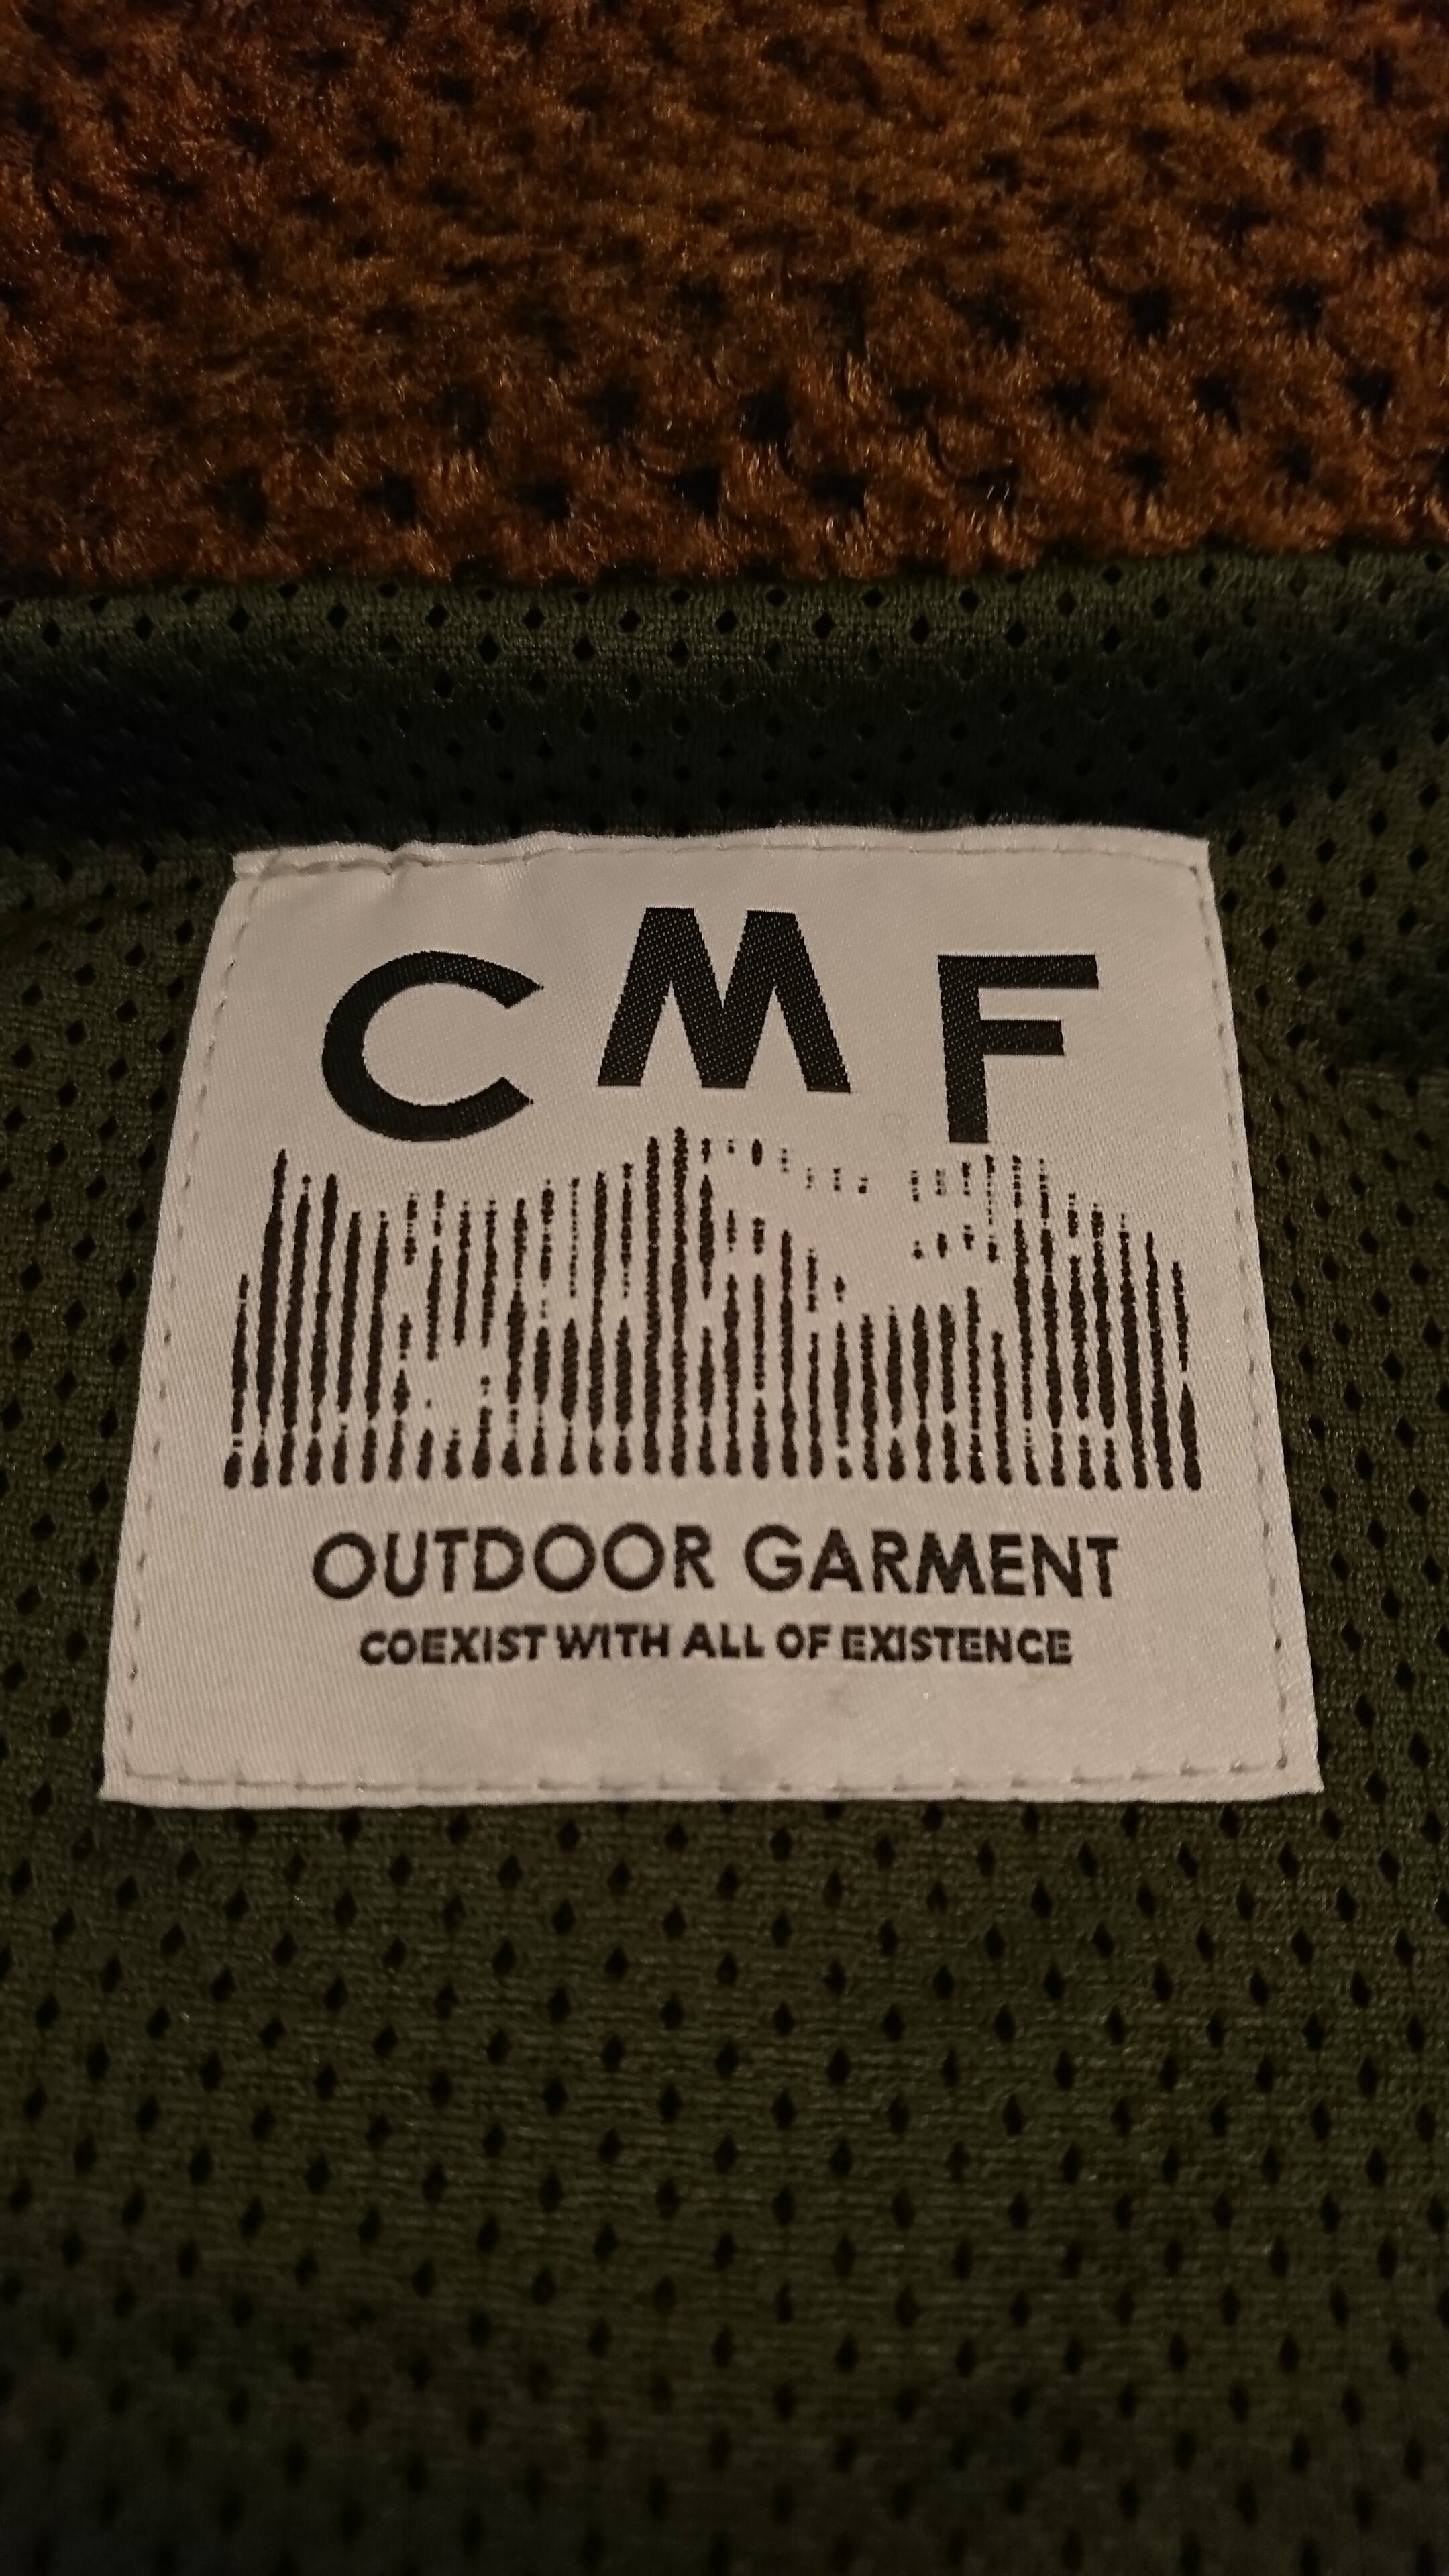 CMF
OUTDOOR GARMENT
COEXIST WITH ALL OF EXISTENCE